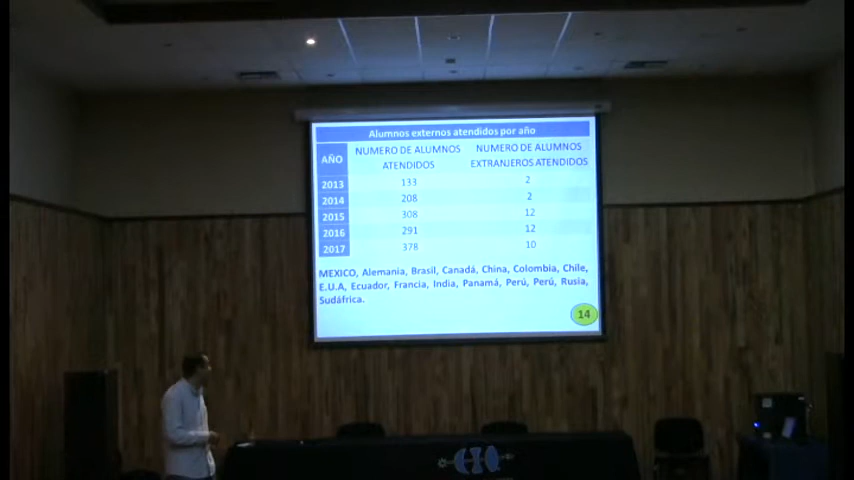 Alumnos externos atendidos por año
AÑO NUMERO DE ALUMNOS ATENDIDOS NUMERO DE ALUMNOS EXTRANJEROS ATENDIDOS
2013 133 2
2014 208 2
2015 308 12
2016 291 12
2017 378 10
MEXICO, Alemania, Brasil, Canadá, China, Colombia, Chile,
E.U.A, Ecuador, Francia, India, Panamá, Perú, Perú, Rusia,
Sudáfrica.
14
CIO